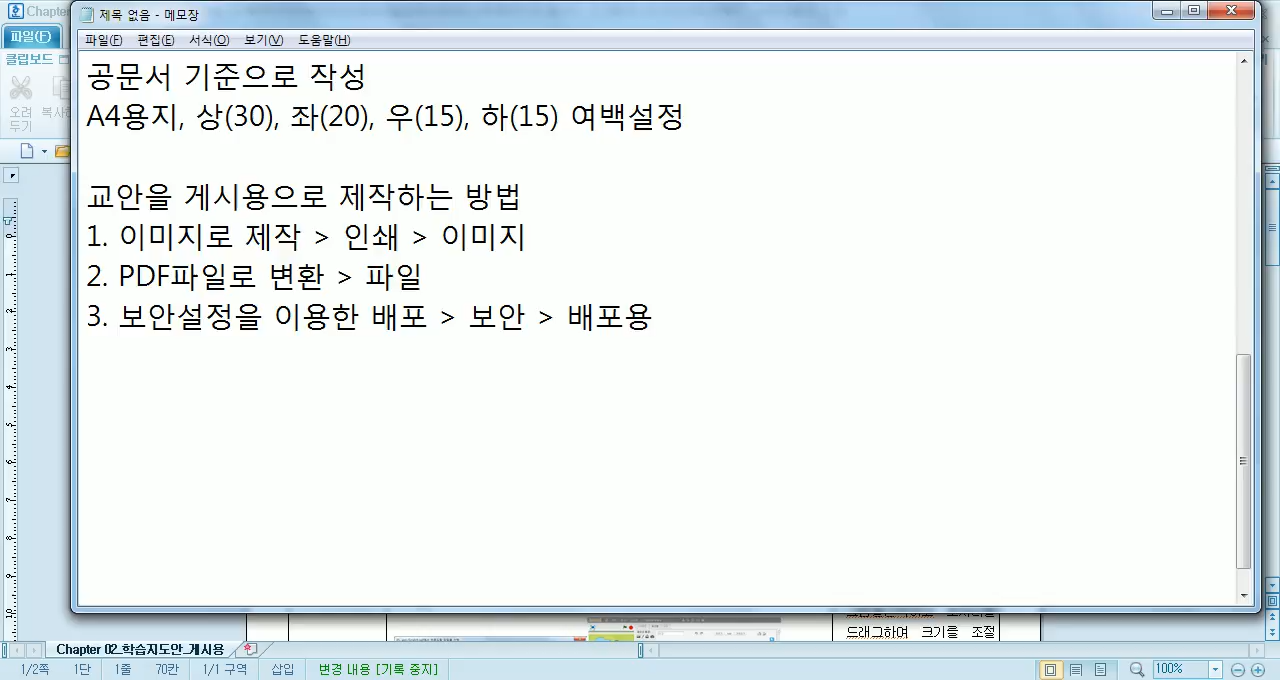 Chapter
제목 없음 - 메모장
파일(F)
파일(F) 편집(E) 서식(O) 보기(V) 도움말(H)
클립보드
오려
두기
복사하
공문서 기준으로 작성
A4용지, 상(30), 좌(20), 우(15), 하(15) 여백설정
교안을 게시용으로 제작하는 방법
1. 이미지로 제작 > 인쇄 > 이미지
2. PDF파일로 변환 > 파일
3. 보안설정을 이용한 배포 > 보안 > 배포용
드래그하여 크기를 조절
Chapter 02_학습지도안_게시용
1/2쪽 1단 1줄 70칸 1/1 구역 삽입 변경 내용 [기록 중지] 100%